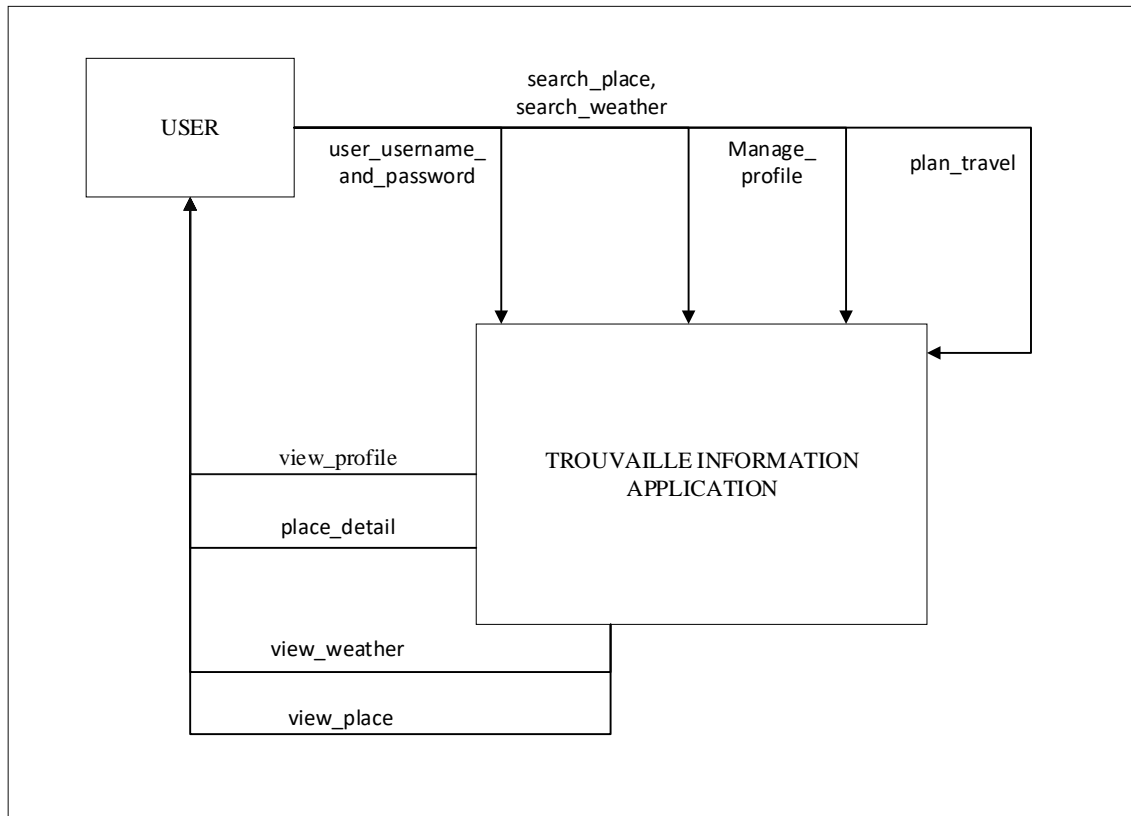 search_place,
search_weather
USER
user_username_
and_password
Manage_
profile
plan_travel
view_profile
TROUVAILLE INFORMATION
APPLICATION
place_detail
view_weather
view_place